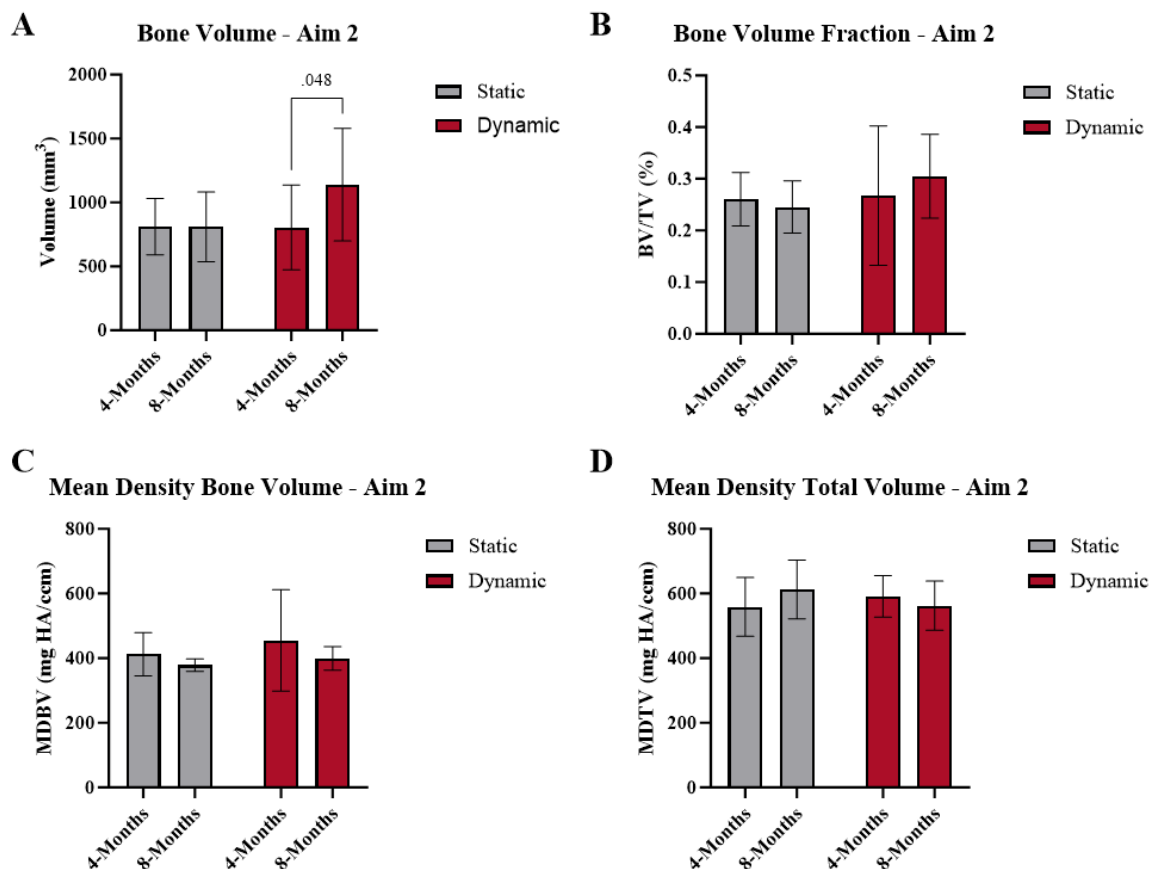 A
Bone Volume - Aim 2
Volume (mm³)
2000
1500
1000
500
0
.048
4-Months
8-Months
4-Months
8-Months
Static
Dynamic
B
Bone Volume Fraction - Aim 2
BV/TV (%)
0.5
0.4
0.3
0.2
0.1
0.0
4-Months
8-Months
4-Months
8-Months
Static
Dynamic
C
Mean Density Bone Volume - Aim 2
MDBV (mg HA/ccm)
800
600
400
200
0
4-Months
8-Months
4-Months
8-Months
Static
Dynamic
D
Mean Density Total Volume - Aim 2
MDTV (mg HA/ccm)
800
600
400
200
0
4-Months
8-Months
4-Months
8-Months
Static
Dynamic